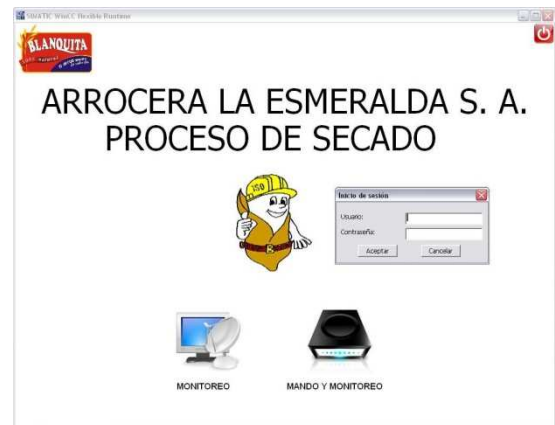 SIMATIC WinCC flexible Runtime
BLANQUITA
ARROCERA LA ESMERALDA S. A.
PROCESO DE SECADO
ISO
Inicio de sesión
Usuario:
Contraseña:
Aceptar
Cancelar
MONITOREO
MANDO Y MONITOREO